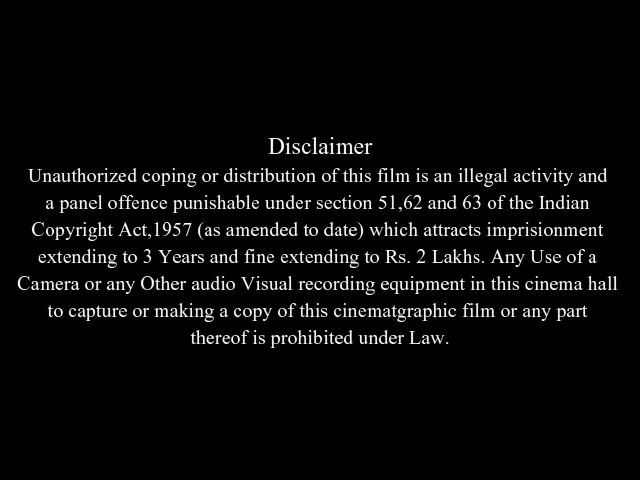 Disclaimer
Unauthorized coping or distribution of this film is an illegal activity and
a panel offence punishable under section 51,62 and 63 of the Indian
Copyright Act,1957 (as amended to date) which attracts imprisionment
extending to 3 Years and fine extending to Rs. 2 Lakhs. Any Use of a
Camera or any Other audio Visual recording equipment in this cinema hall
to capture or making a copy of this cinematgraphic film or any part
thereof is prohibited under Law.